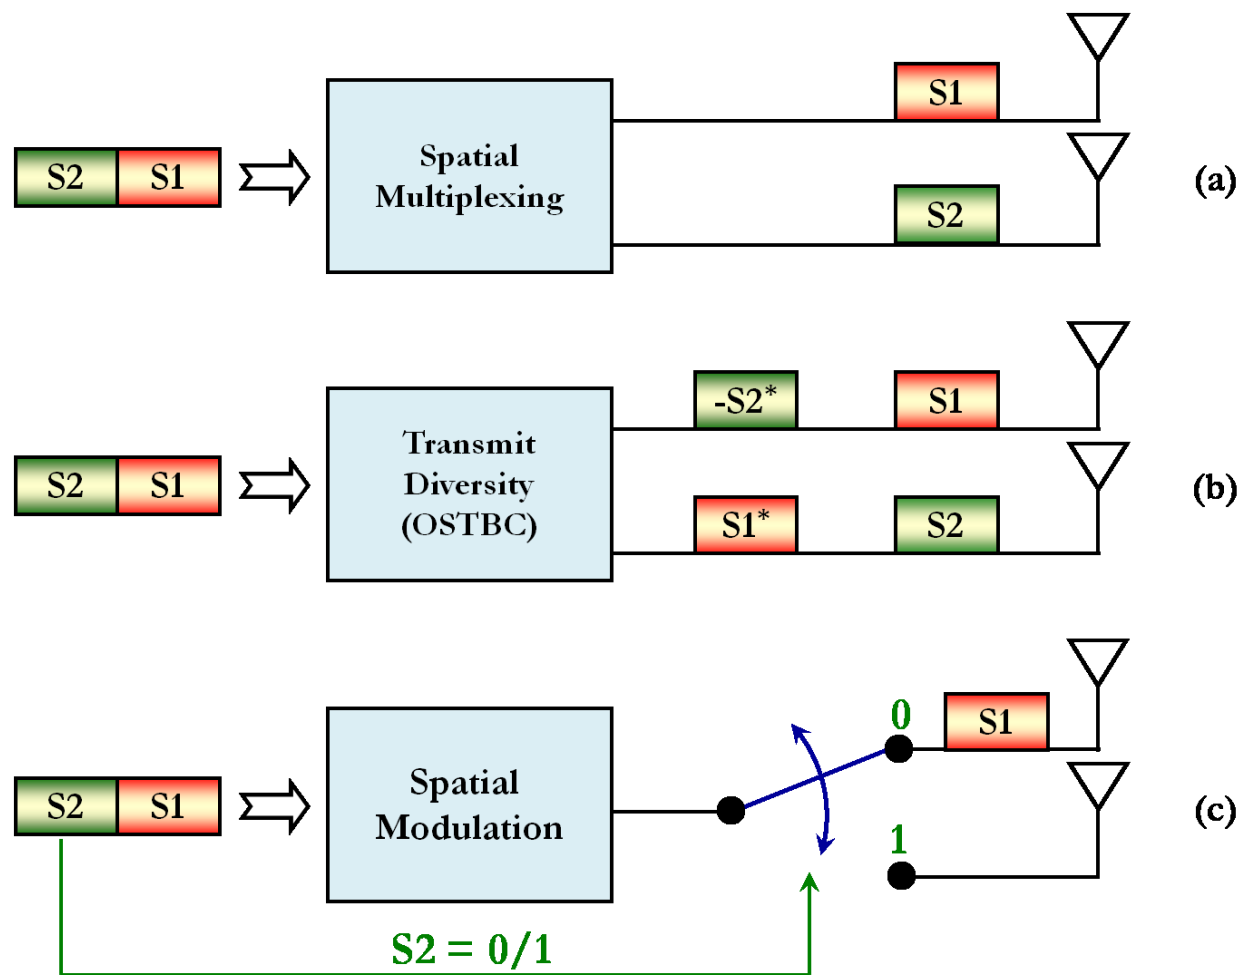 S2 S1
Spatial
Multiplexing
S1
S2
(a)
S2 S1
Transmit
Diversity
(OSTBC)
-S2* S1
S1* S2
(b)
S2 S1
Spatial
Modulation
0
S1
1
(c)
S2 = 0/1